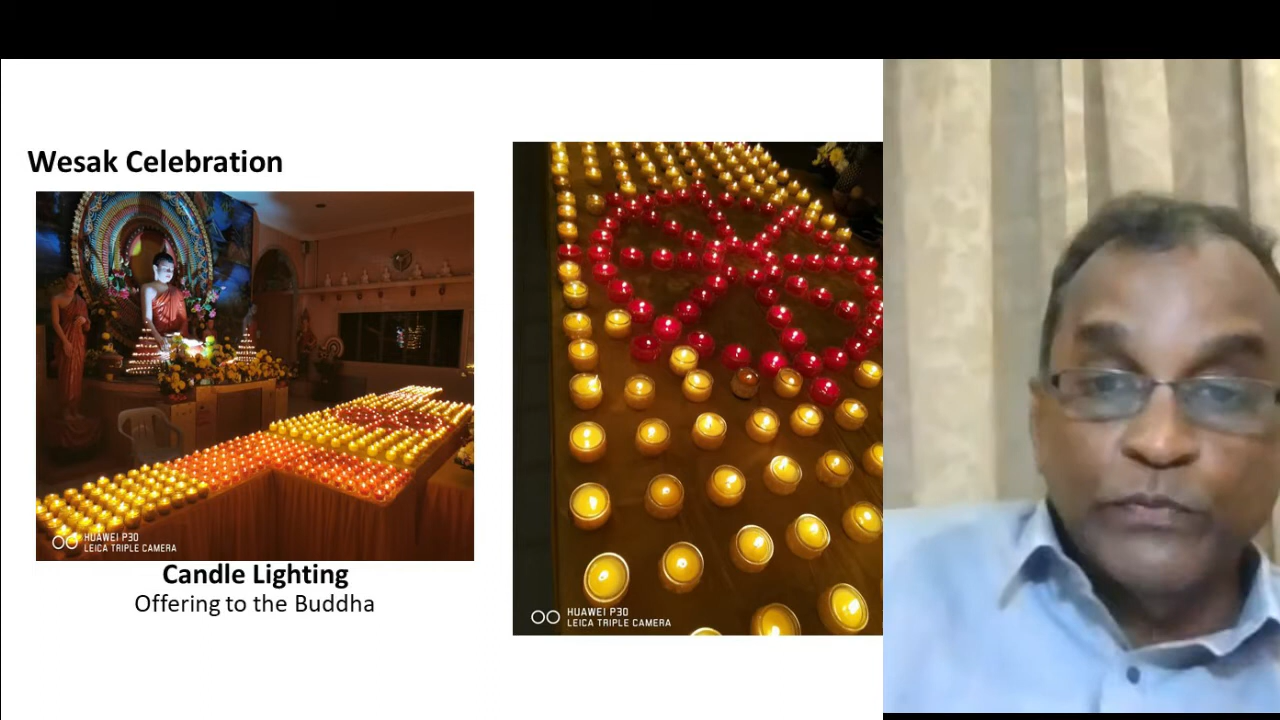 Wesak Celebration
HUAWEI P30
LEICA TRIPLE CAMERA
Candle Lighting
Offering to the Buddha
HUAWEI P30
LEICA TRIPLE CAMERA